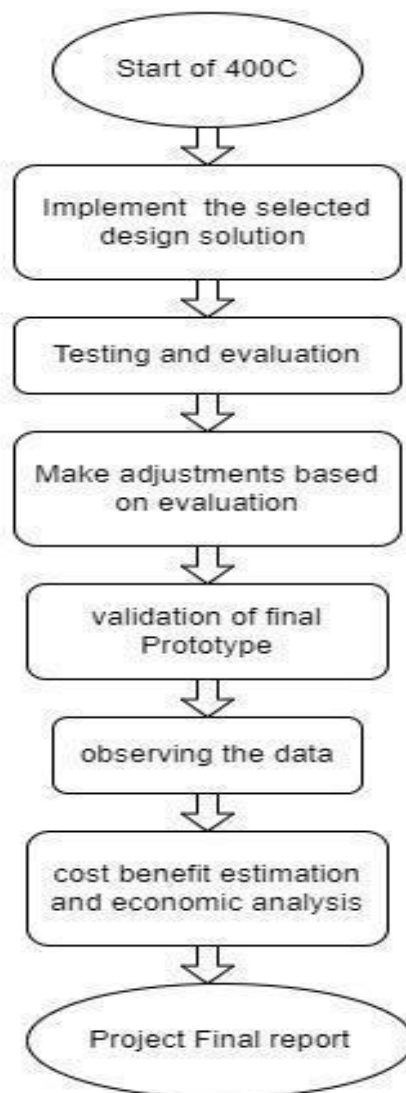 Start of 400C
Implement the selected
design solution
Testing and evaluation
Make adjustments based
on evaluation
validation of final
Prototype
observing the data
cost benefit estimation
and economic analysis
Project Final report